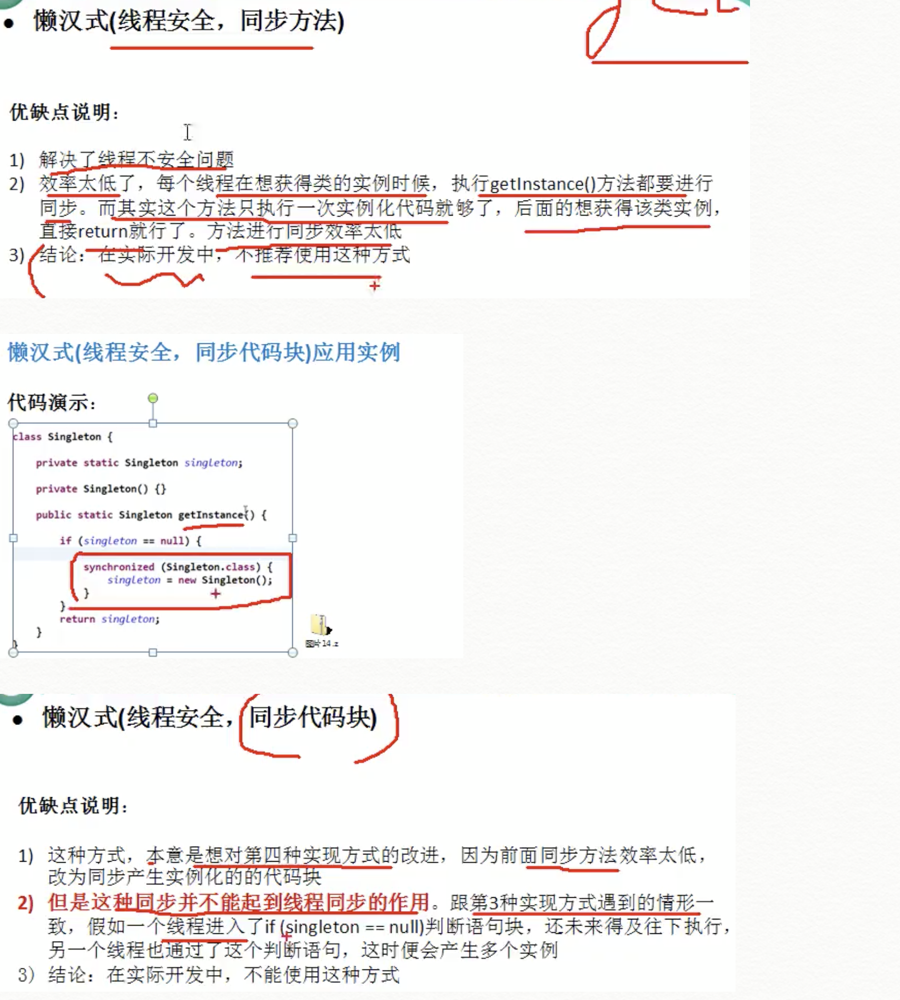 ● 懒汉式(线程安全，同步方法)
优缺点说明：
1) 解决了线程不安全问题
2) 效率太低了，每个线程在想获得类的实例时候，执行getInstance()方法都要进行
同步。而其实这个方法只执行一次实例化代码就够了，后面的想获得该类实例，
直接return就行了。方法进行同步效率太低
3) 结论：在实际开发中，不推荐使用这种方式
懒汉式(线程安全，同步代码块)应用实例
代码演示：
class Singleton {
private static Singleton singleton;
private Singleton() {}
public static Singleton getInstance() {
if (singleton == null) {
synchronized (Singleton.class) {
singleton = new Singleton();
}
}
return singleton;
}
}
图片14.z
● 懒汉式(线程安全，同步代码块)
优缺点说明：
1) 这种方式，本意是想对第四种实现方式的改进，因为前面同步方法效率太低，
改为同步产生实例化的的代码块
2) 但是这种同步并不能起到线程同步的作用。跟第3种实现方式遇到的情形一
致，假如一个线程进入了if (singleton == null)判断语句块，还未来得及往下执行，
另一个线程也通过了这个判断语句，这时便会产生多个实例
3) 结论：在实际开发中，不能使用这种方式